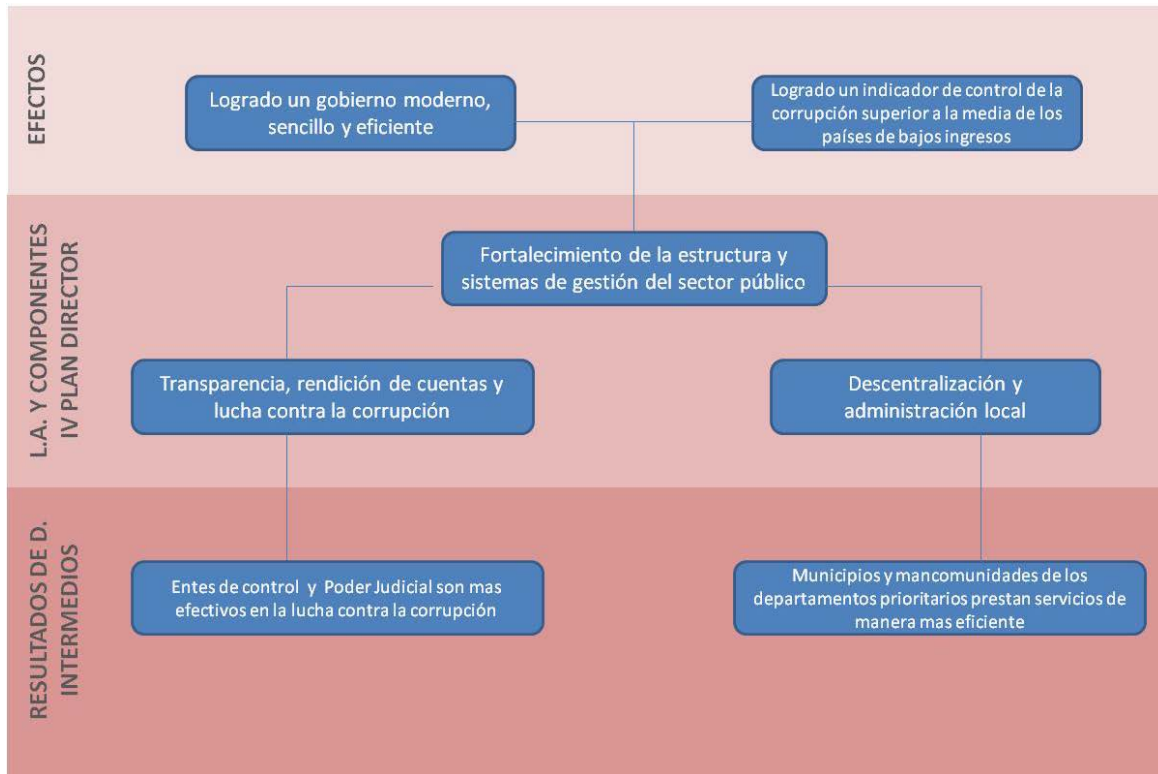 EFECTOS
Logrado un gobierno moderno,
sencillo y eficiente
Logrado un indicador de control de la
corrupción superior a la media de los
países de bajos ingresos
L.A. Y COMPONENTES
IV PLAN DIRECTOR
Fortalecimiento de la estructura y
sistemas de gestión del sector público
Transparencia, rendición de cuentas y
lucha contra la corrupción
Descentralización y
administración local
RESULTADOS DE D.
INTERMEDIOS
Entes de control y Poder Judicial son mas
efectivos en la lucha contra la corrupción
Municipios y mancomunidades de los
departamentos prioritarios prestan servicios de
manera mas eficiente